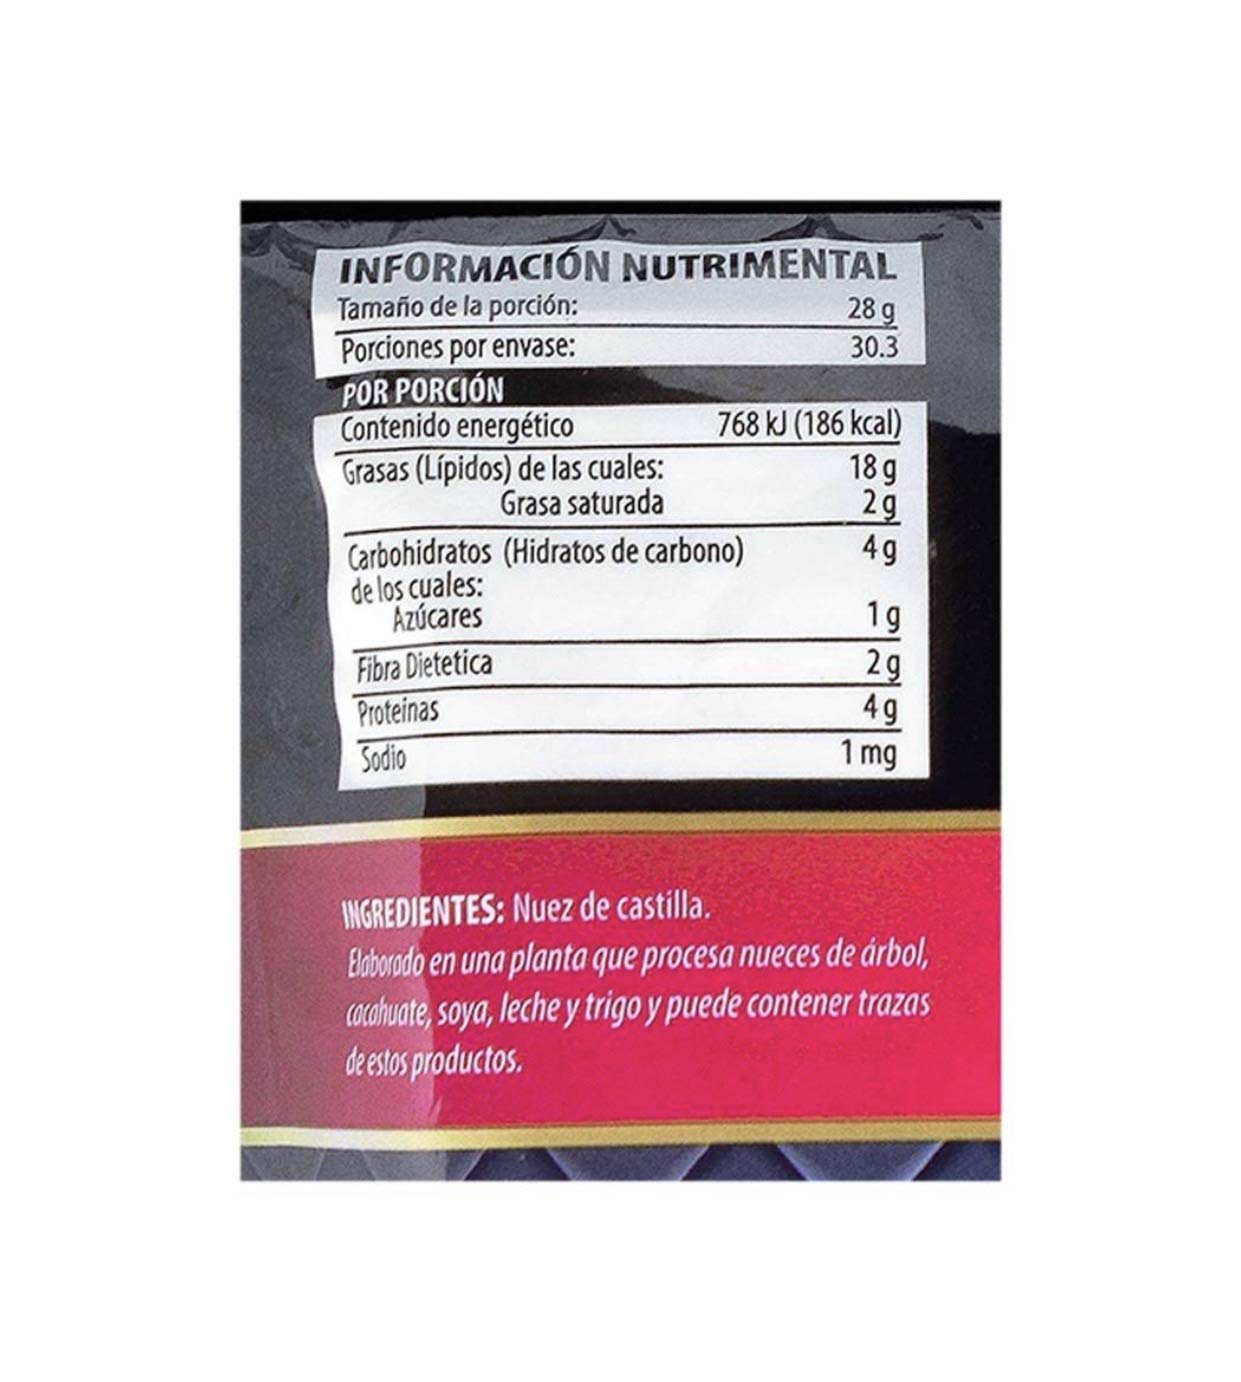 INFORMACIÓN NUTRIMENTAL
Tamaño de la porción: 28 g
Porciones por envase: 30.3
POR PORCIÓN
Contenido energético 768 kJ (186 kcal)
Grasas (Lípidos) de las cuales: 18 g
Grasa saturada 2 g
Carbohidratos (Hidratos de carbono) 4 g
de los cuales:
Azúcares 1 g
Fibra Dietetica 2 g
Proteínas 4 g
Sodio 1 mg
INGREDIENTES: Nuez de castilla.
Elaborado en una planta que procesa nueces de árbol,
cacahuate, soya, leche y trigo y puede contener trazas
de estos productos.